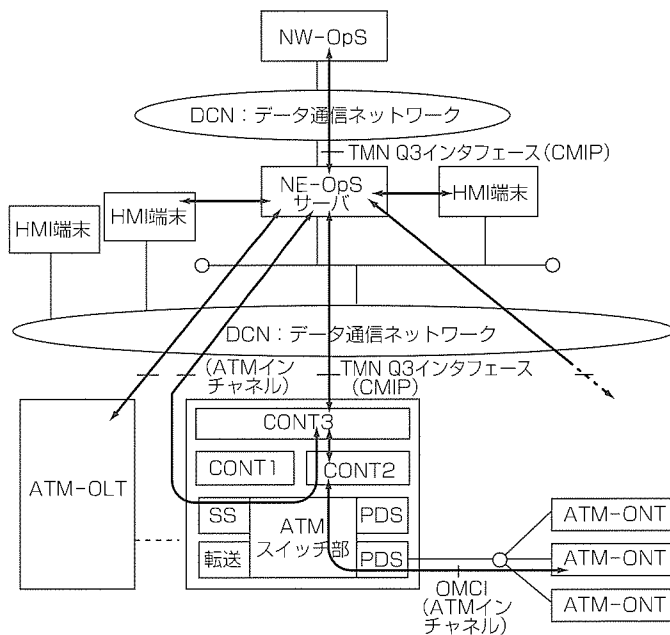 NW-OpS
DCN：データ通信ネットワーク
TMN Q3インタフェース（CMIP）
NE-OpS
サーバ
HMI端末
HMI端末
HMI端末
DCN：データ通信ネットワーク
（ATMイン
チャネル）
TMN Q3インタフェース
（CMIP）
CONT3
CONT1
CONT2
ATM-OLT
SS
ATM
スイッチ部
PDS
転送
PDS
ATM-ONT
ATM-ONT
ATM-ONT
OMCI
（ATMイン
チャネル）